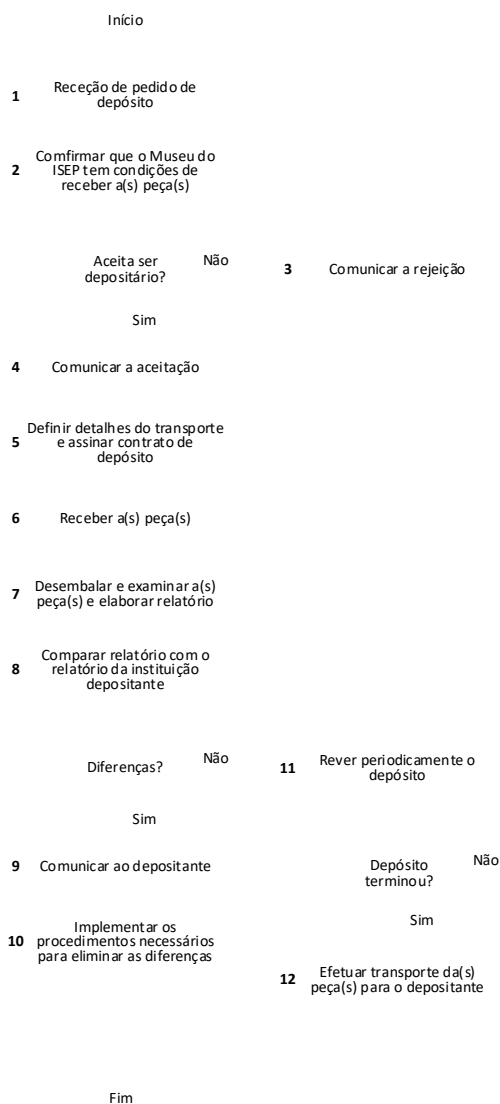 Início
1
Receção de pedido de
depósito
2
Comfirmar que o Museu do
ISEP tem condições de
receber a(s) peça(s)
Aceita ser
depositário?
Não
3
Comunicar a rejeição
Sim
4
Comunicar a aceitação
5
Definir detalhes do transporte
e assinar contrato de
depósito
6
Receber a(s) peça(s)
7
Desembalar e examinar a(s)
peça(s) e elaborar relatório
8
Comparar relatório com o
relatório da instituição
depositante
Diferenças?
Não
11
Rever periodicamente o
depósito
Sim
9
Comunicar ao depositante
Depósito
terminou?
Não
10
Implementar os
procedimentos necessários
para eliminar as diferenças
Sim
12
Efetuar transporte da(s)
peça(s) para o depositante
Fim